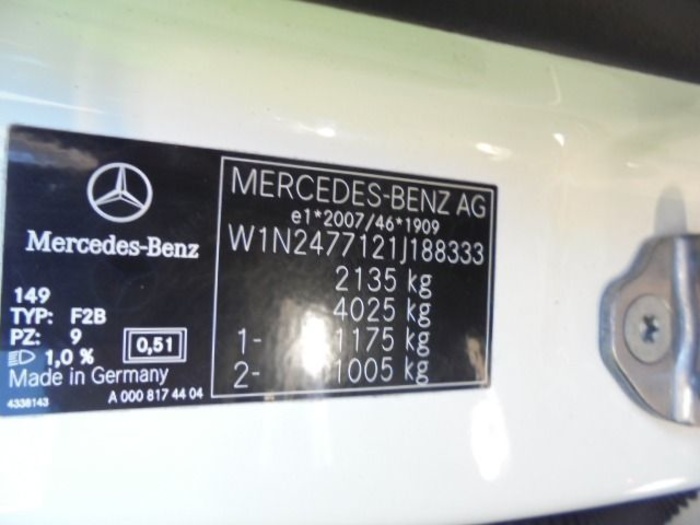 Mercedes-Benz
149
TYP: F2B
PZ: 9
1,0 %
0,51
Made in Germany
4338143
A 000 817 44 04
MERCEDES-BENZ AG
e1*2007/46*1909
W1N2477121J188333
2135 kg
4025 kg
1- 1175 kg
2- 1005 kg